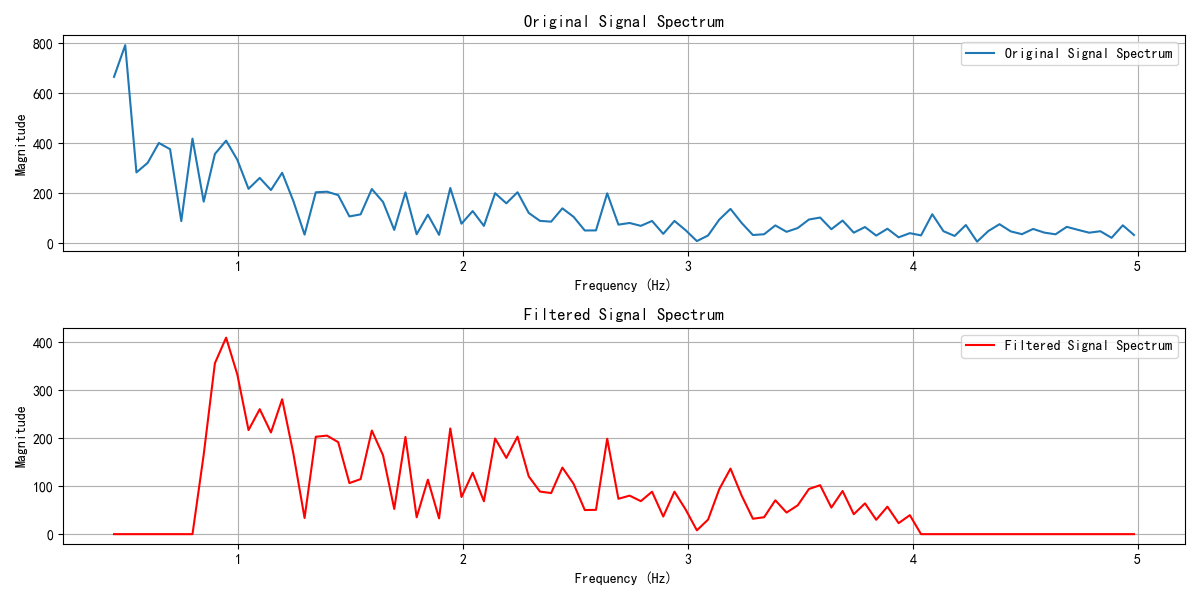 Original Signal Spectrum
Original Signal Spectrum
800
600
400
200
0
Magnitude
1
2
3
4
5
Frequency (Hz)
Filtered Signal Spectrum
Filtered Signal Spectrum
400
300
200
100
0
Magnitude
1
2
3
4
5
Frequency (Hz)